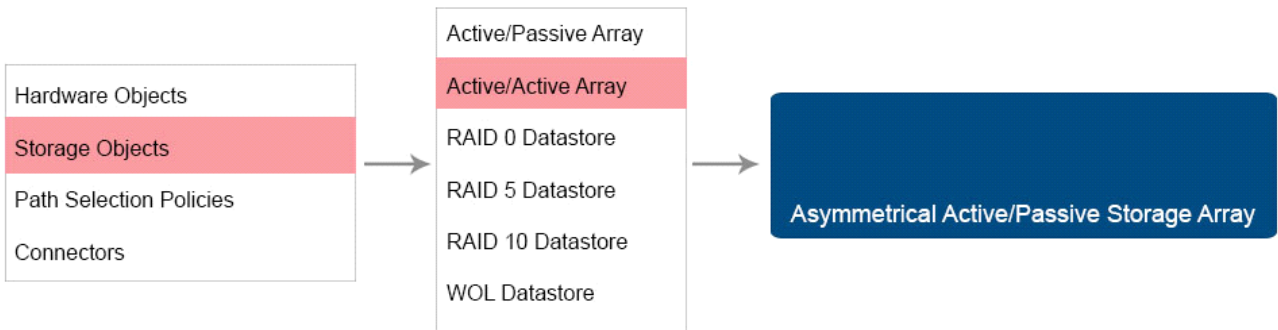 Hardware Objects
Storage Objects
Path Selection Policies
Connectors
Active/Passive Array
Active/Active Array
RAID 0 Datastore
RAID 5 Datastore
RAID 10 Datastore
WOL Datastore
Asymmetrical Active/Passive Storage Array